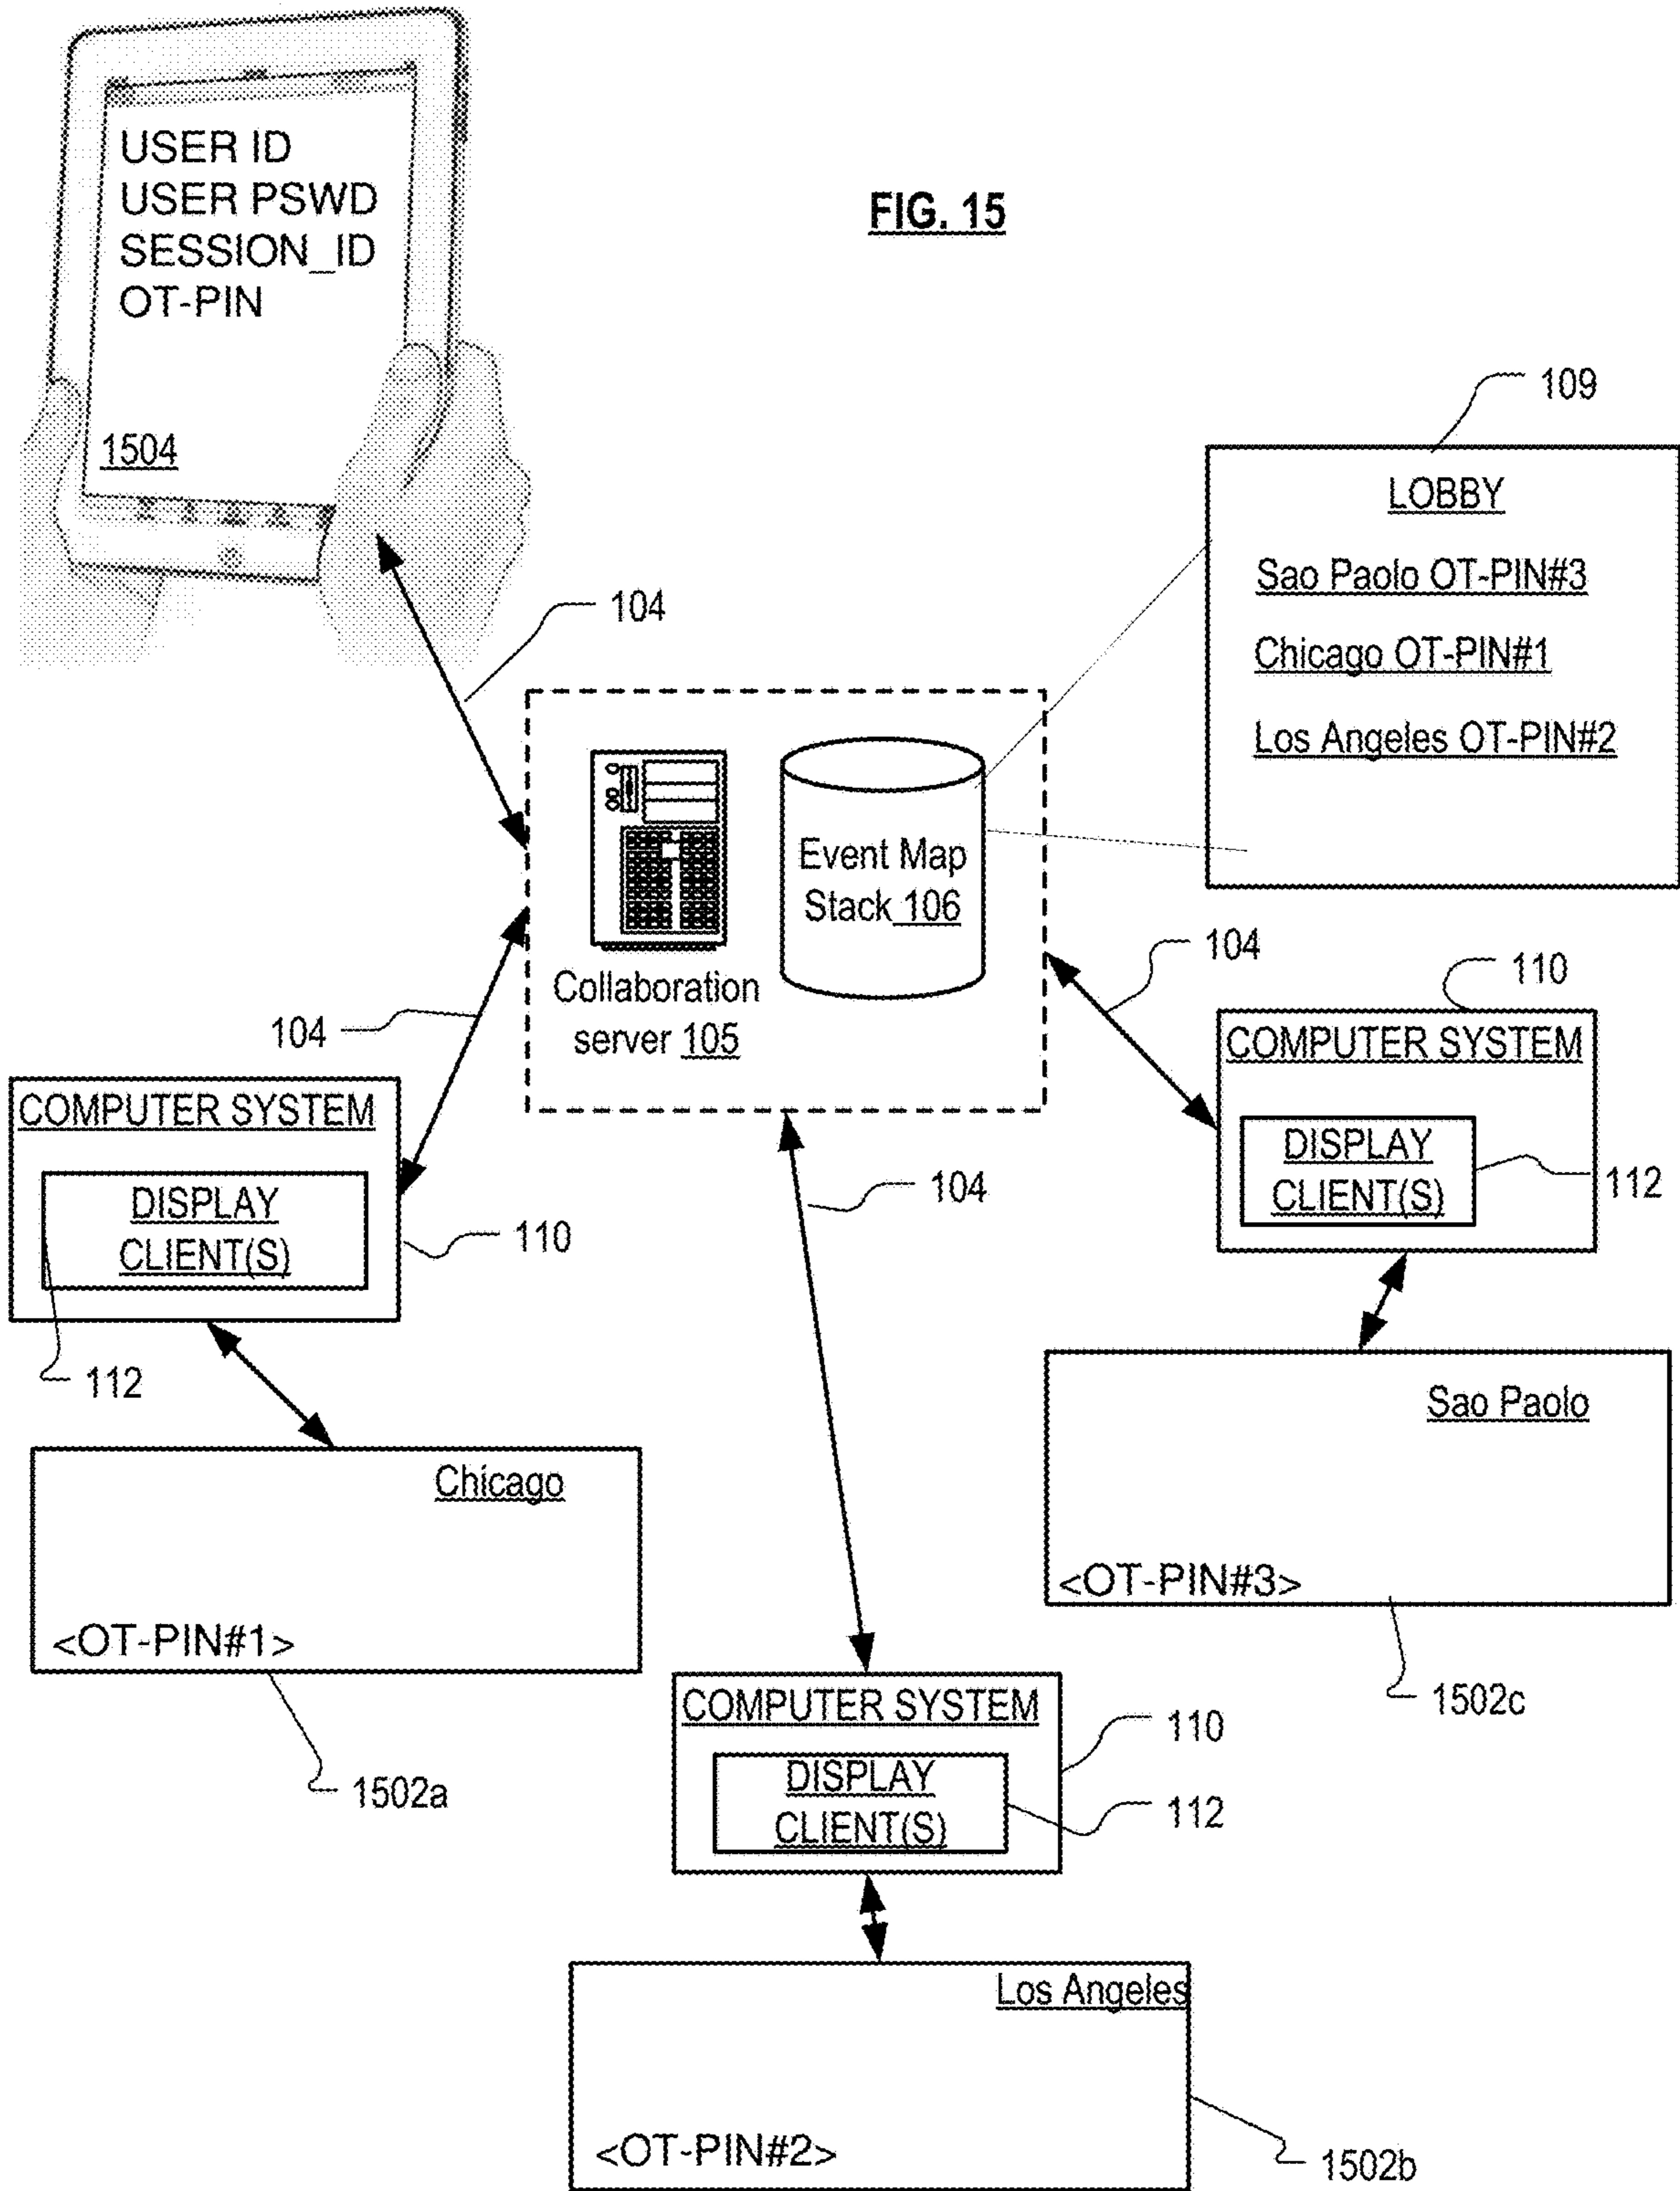 USER ID
USER PSWD
SESSION_ID
OT-PIN
1504
FIG. 15
109
LOBBY
Sao Paolo OT-PIN#3
Chicago OT-PIN#1
Los Angeles OT-PIN#2
104
Event Map
Stack 106
Collaboration
server 105
104
104
110
COMPUTER SYSTEM
DISPLAY
CLIENT(S)
112
COMPUTER SYSTEM
DISPLAY
CLIENT(S)
110
112
104
Sao Paolo
<OT-PIN#3>
1502c
Chicago
<OT-PIN#1>
1502a
COMPUTER SYSTEM
DISPLAY
CLIENT(S)
110
112
Los Angeles
<OT-PIN#2>
1502b